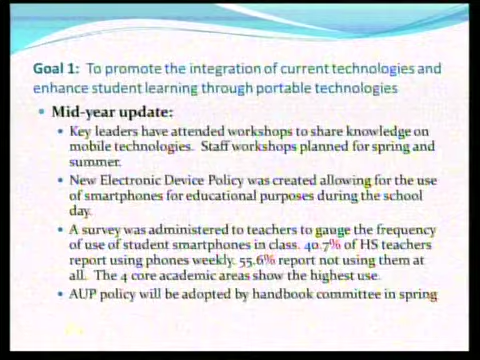 Goal 1: To promote the integration of current technologies and
enhance student learning through portable technologies
• Mid-year update:
• Key leaders have attended workshops to share knowledge on
mobile technologies. Staff workshops planned for spring and
summer.
• New Electronic Device Policy was created allowing for the use
of smartphones for educational purposes during the school
day.
• A survey was administered to teachers to gauge the frequency
of use of student smartphones in class. 40.7% of HS teachers
report using phones weekly. 55.6% report not using them at
all. The 4 core academic areas show the highest use.
• AUP policy will be adopted by handbook committee in spring